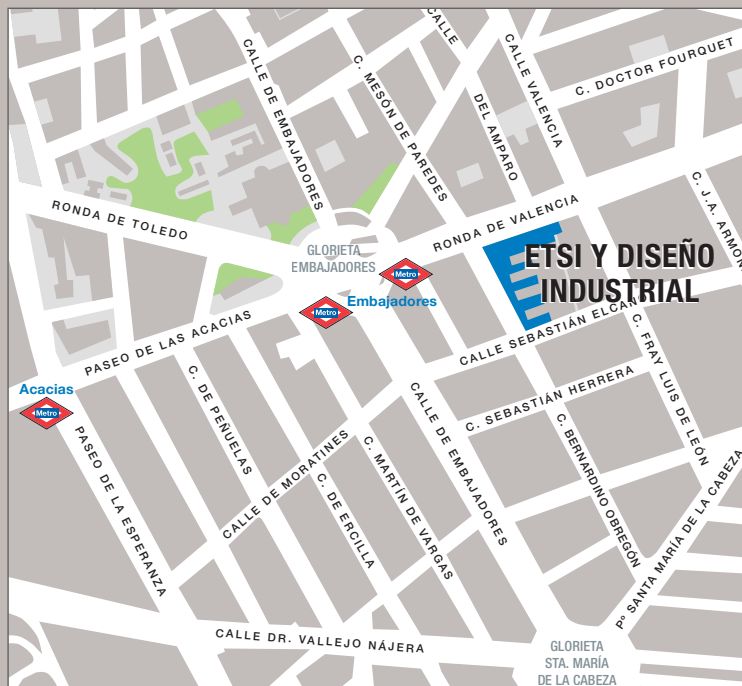 CALLE DE EMBAJADORES
C. MESÓN DE PAREDES
CALLE
DEL AMPARO
CALLE VALENCIA
C. DOCTOR FOURQUET
RONDA DE TOLEDO
GLORIETA
EMBAJADORES
RONDA DE VALENCIA
C. J.A. ARMON
Metro
Metro
Embajadores
ETSI Y DISEÑO
INDUSTRIAL
PASEO DE LAS ACACIAS
CALLE SEBASTIÁN ELCANO
Acacias
Metro
C. DE PEÑUELAS
C. SEBASTIÁN HERRERA
C. FRAY LUIS DE LEÓN
CALLE DE EMBAJADORES
PASEO DE LA ESPERANZA
CALLE DE MORATINES
C. DE ERCILLA
C. MARTÍN DE VARGAS
C. BERNARDINO OBREGÓN
Pº SANTA MARÍA DE LA CABEZA
CALLE DR. VALLEJO NÁJERA
GLORIETA
STA. MARÍA
DE LA CABEZA